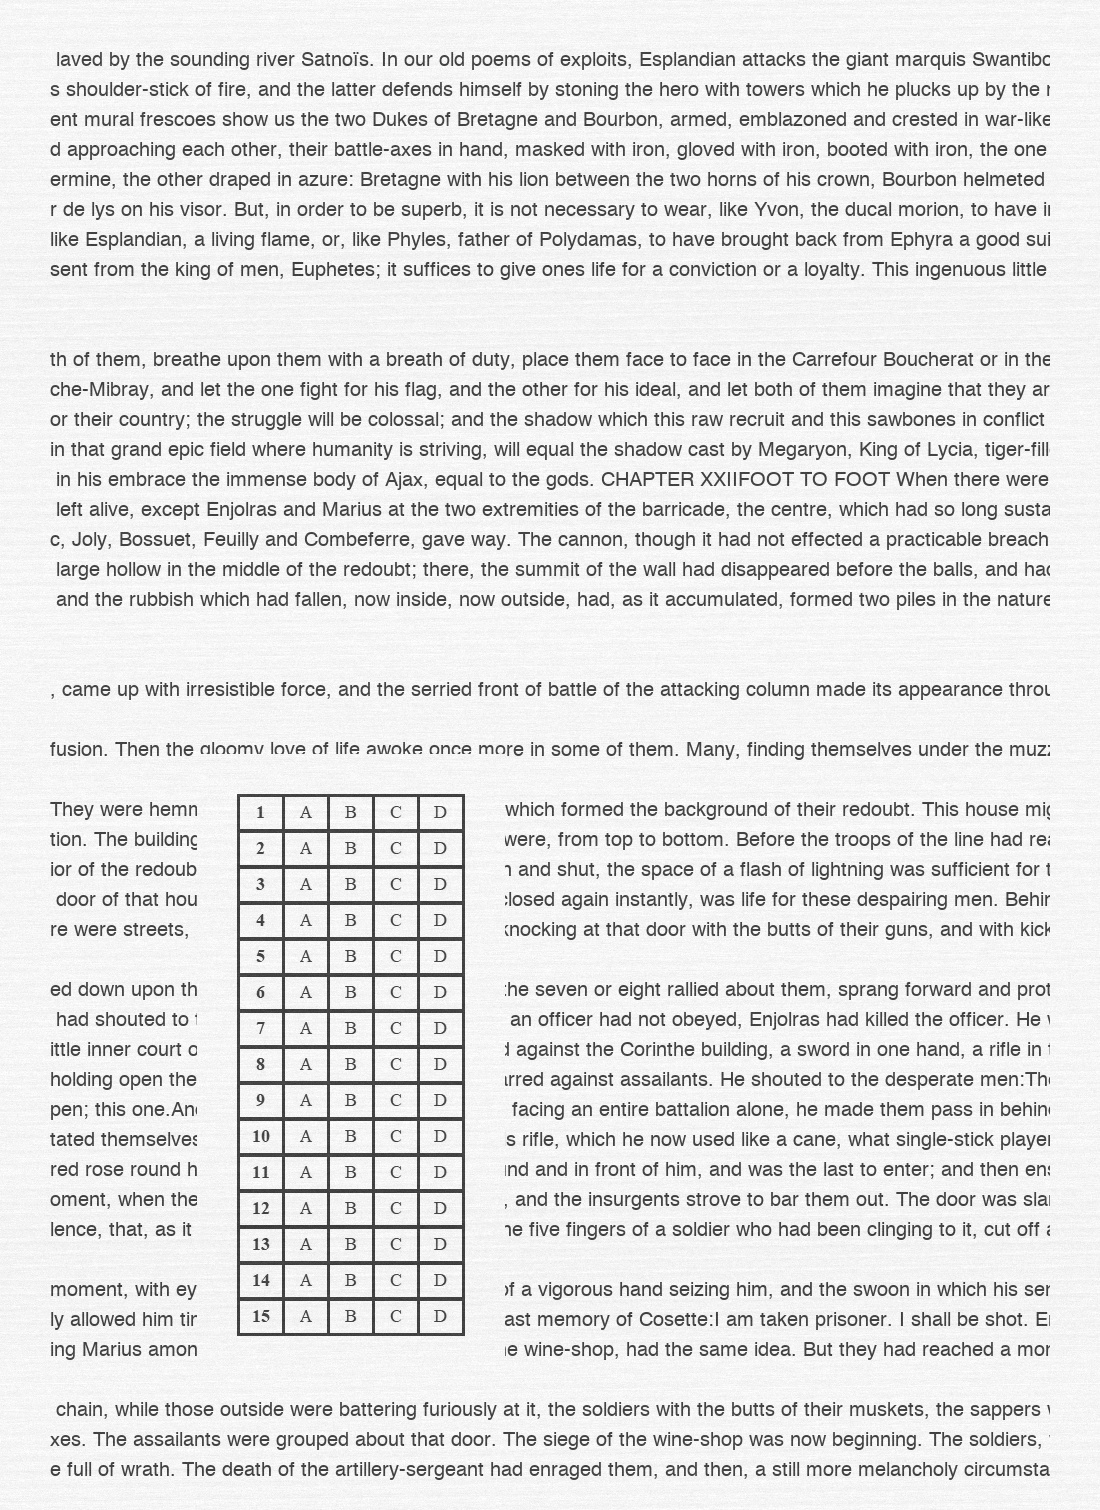 laved by the sounding river Satnoïs. In our old poems of exploits, Esplandian attacks the giant marquis
s shoulder-stick of fire, and the latter defends himself by stoning the hero with towers which he plucks up by the
ent mural frescoes show us the two Dukes of Bretagne and Bourbon, armed, emblazoned and crested in war-like
d approaching each other, their battle-axes in hand, masked with iron, gloved with iron, booted with iron, the one
ermine, the other draped in azure: Bretagne with his lion between the two horns of his crown, Bourbon helmeted
r de lys on his visor. But, in order to be superb, it is not necessary to wear, like Yvon, the ducal morion, to have
like Esplandian, a living flame, or, like Phyles, father of Polydamas, to have brought back from Ephyra a good sui
sent from the king of men, Euphetes; it suffices to give ones life for a conviction or a loyalty. This ingenuous little
th of them, breathe upon them with a breath of duty, place them face to face in the Carrefour Boucherat or in the
che-Mibray, and let the one fight for his flag, and the other for his ideal, and let both of them imagine that they ar
or their country; the struggle will be colossal; and the shadow which this raw recruit and this sawbones in conflict
in that grand epic field where humanity is striving, will equal the shadow cast by Megaryon, King of Lycia, tiger-fill
in his embrace the immense body of Ajax, equal to the gods. CHAPTER XXIIFOOT TO FOOT When there were
left alive, except Enjolras and Marius at the two extremities of the barricade, the centre, which had so long susta
c, Joly, Bossuet, Feuilly and Combeferre, gave way. The cannon, though it had not effected a practicable breach
large hollow in the middle of the redoubt; there, the summit of the wall had disappeared before the balls, and
and the rubbish which had fallen, now inside, now outside, had, as it accumulated, formed two piles in the nature
, came up with irresistible force, and the serried front of battle of the attacking column made its appearance throu
fusion. Then the gloomy love of life awoke once more in some of them. Many, finding themselves under the muz
They were hemm which formed the background of their redoubt. This house mig
tion. The building were, from top to bottom. Before the troops of the line had rea
ior of the redoub and shut, the space of a flash of lightning was sufficient for
door of that hou closed again instantly, was life for these despairing men. Behin
re were streets, knocking at that door with the butts of their guns, and with kick
ed down upon th the seven or eight rallied about them, sprang forward and prot
had shouted to an officer had not obeyed, Enjolras had killed the officer. He
ittle inner court against the Corinthe building, a sword in one hand, a rifle in
holding open the arred against assailants. He shouted to the desperate men:The
pen; this one.And facing an entire battalion alone, he made them pass in behin
tated themselves s rifle, which he now used like a cane, what single-stick player
red rose round h und and in front of him, and was the last to enter; and then ens
oment, when the , and the insurgents strove to bar them out. The door was sla
lence, that, as it he five fingers of a soldier who had been clinging to it, cut off
moment, with ey of a vigorous hand seizing him, and the swoon in which his sen
ly allowed him tim ast memory of Cosette:I am taken prisoner. I shall be shot.
ing Marius amon e wine-shop, had the same idea. But they had reached a mom
chain, while those outside were battering furiously at it, the soldiers with the butts of their muskets, the sappers
xes. The assailants were grouped about that door. The siege of the wine-shop was now beginning. The soldiers,
e full of wrath. The death of the artillery-sergeant had enraged them, and then, a still more melancholy circumsta
1 A B C D
2 A B C D
3 A B C D
4 A B C D
5 A B C D
6 A B C D
7 A B C D
8 A B C D
9 A B C D
10 A B C D
11 A B C D
12 A B C D
13 A B C D
14 A B C D
15 A B C D